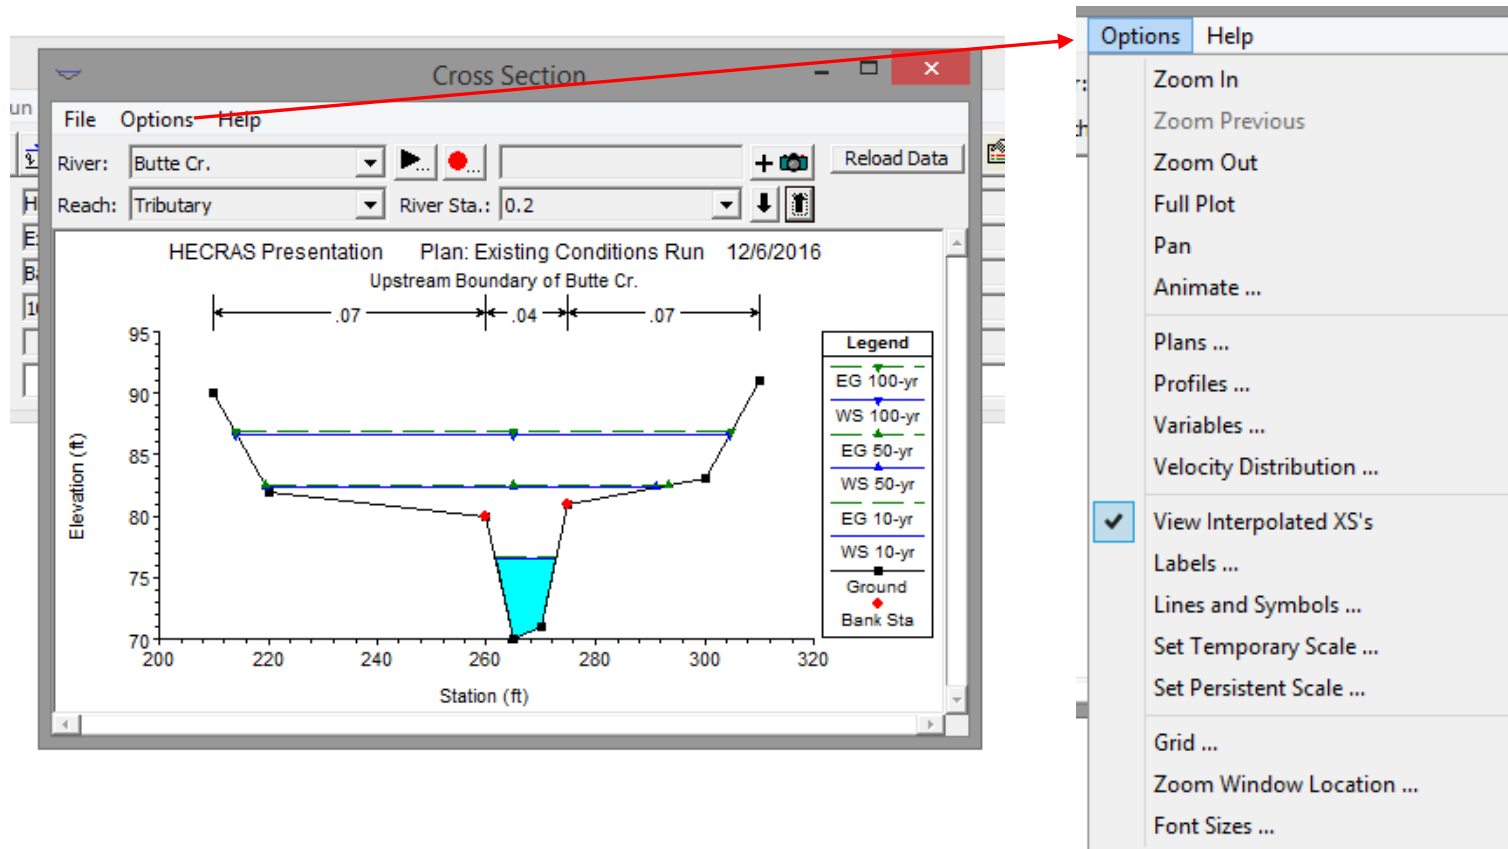 Cross Section
un
File Options Help
River: Butte Cr. ... ... + Reload Data
Reach: Tributary River Sta.: 0.2
H
E
Ba
10
HECRAS Presentation Plan: Existing Conditions Run 12/6/2016
Upstream Boundary of Butte Cr.
.07 .04 .07
95
90
85
80
75
70
Elevation (ft)
200 220 240 260 280 300 320
Station (ft)
Legend
EG 100-yr
WS 100-yr
EG 50-yr
WS 50-yr
EG 10-yr
WS 10-yr
Ground
Bank Sta
Options Help
r:
ch
Zoom In
Zoom Previous
Zoom Out
Full Plot
Pan
Animate ...
Plans ...
Profiles ...
Variables ...
Velocity Distribution ...
View Interpolated XS's
Labels ...
Lines and Symbols ...
Set Temporary Scale ...
Set Persistent Scale ...
Grid ...
Zoom Window Location ...
Font Sizes ...